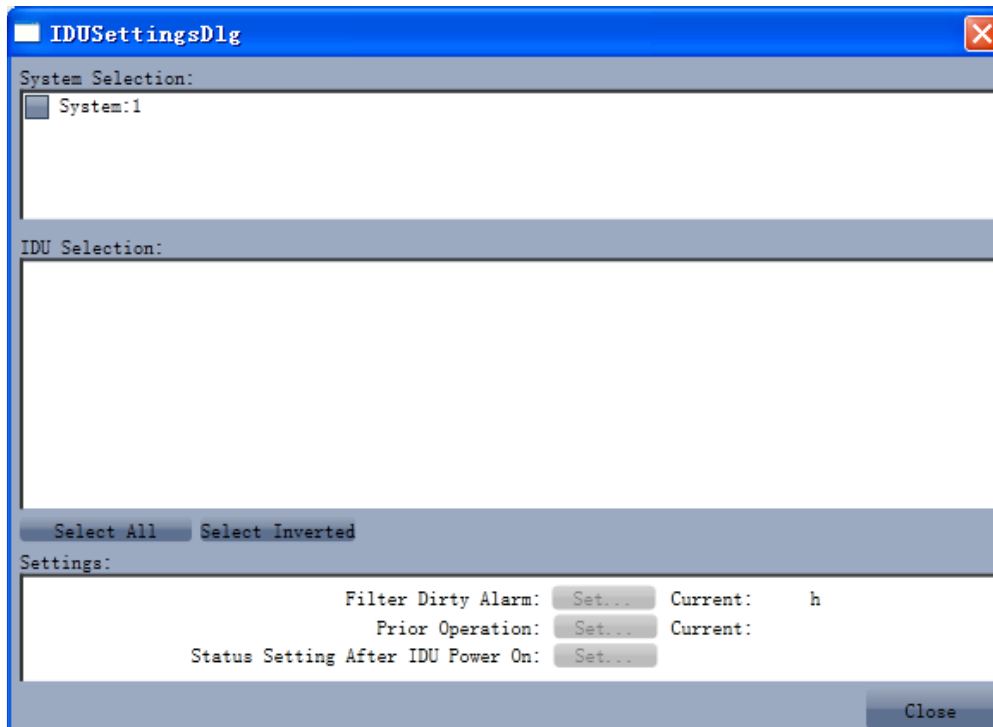 IDUSettingsDlg
System Selection:
System:1
IDU Selection:
Select All Select Inverted
Settings:
Filter Dirty Alarm: Set... Current: h
Prior Operation: Set... Current:
Status Setting After IDU Power On: Set...
Close